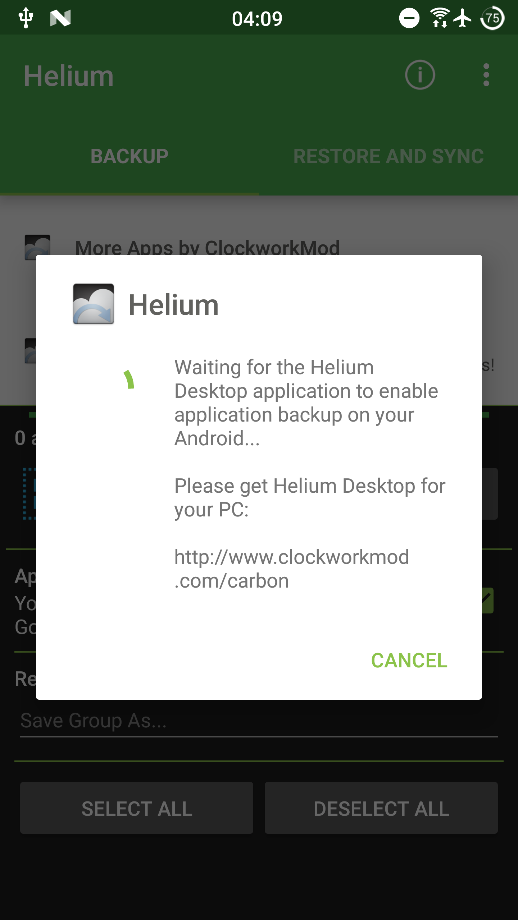 04:09
75
Helium
BACKUP
RESTORE AND SYNC
More Apps by ClockworkMod
Helium
s!
Waiting for the Helium
Desktop application to enable
application backup on your
Android...
Please get Helium Desktop for
your PC:
http://www.clockworkmod
.com/carbon
CANCEL
0 a
Ap
Yo
Go
Re
Save Group As...
SELECT ALL
DESELECT ALL